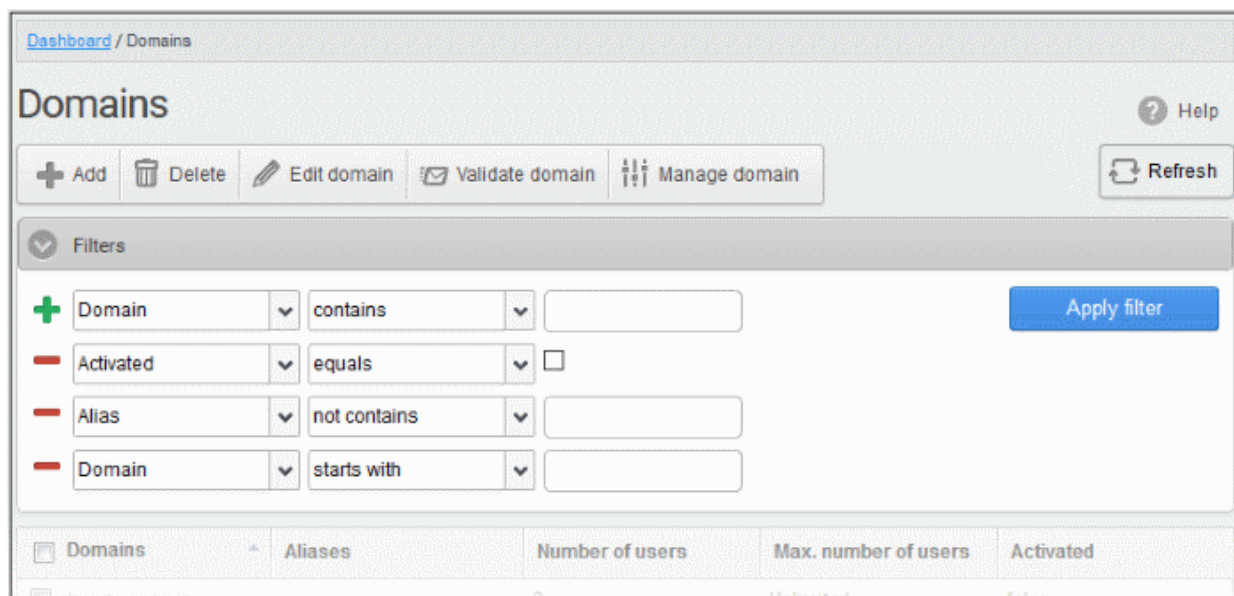 Dashboard / Domains
Domains
Help
Add Delete Edit domain Validate domain Manage domain Refresh
Filters
Domain contains Apply filter
Activated equals
Alias not contains
Domain starts with
Domains Aliases Number of users Max. number of users Activated